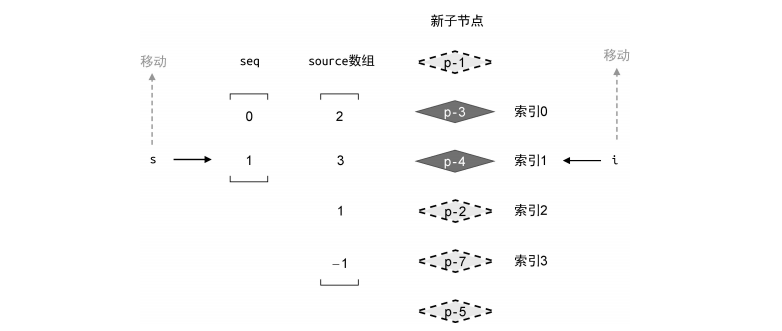 新子节点
移动 seq source数组 p-1 移动
0 2 p-3 索引0
s 1 3 p-4 索引1 i
1 p-2 索引2
-1 p-7 索引3
p-5